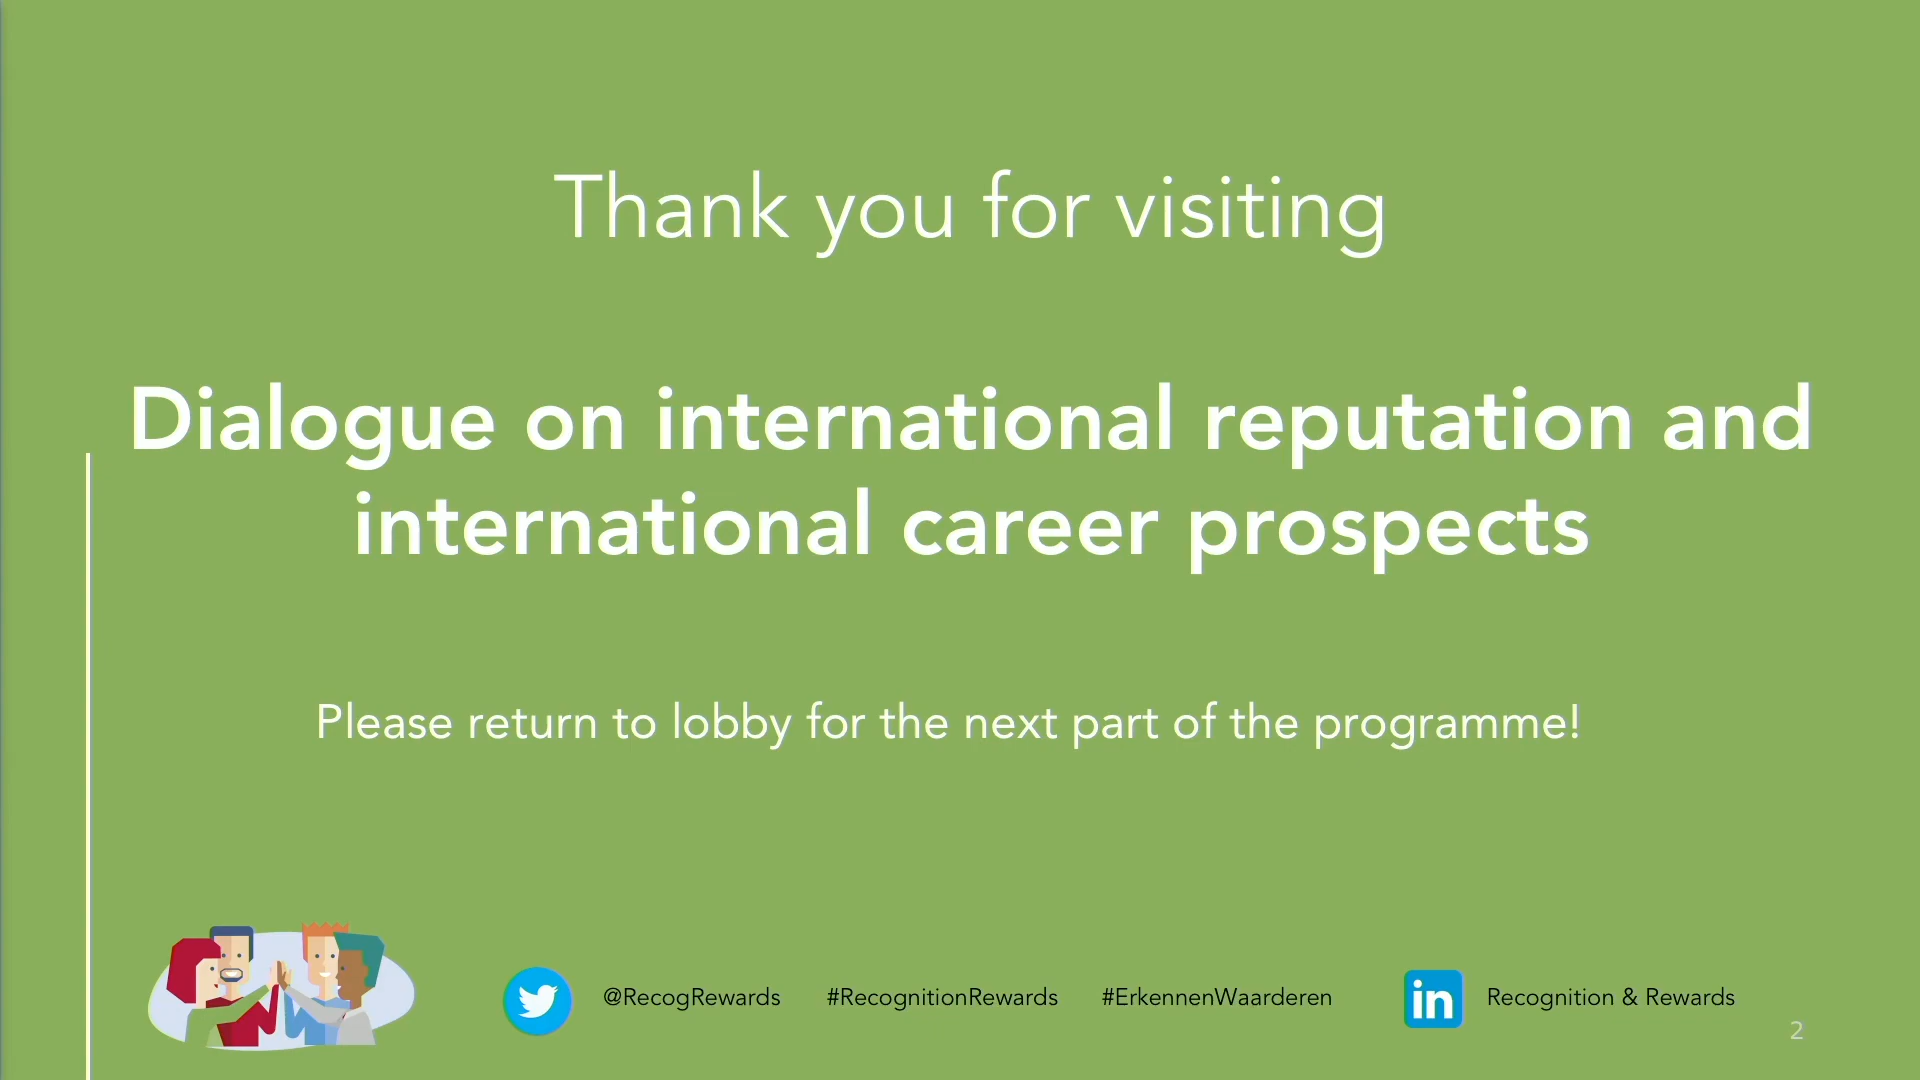 Thank you for visiting
Dialogue on international reputation and
international career prospects
Please return to lobby for the next part of the programme!
@RecogRewards #RecognitionRewards #ErkennenWaarderen in Recognition & Rewards
2